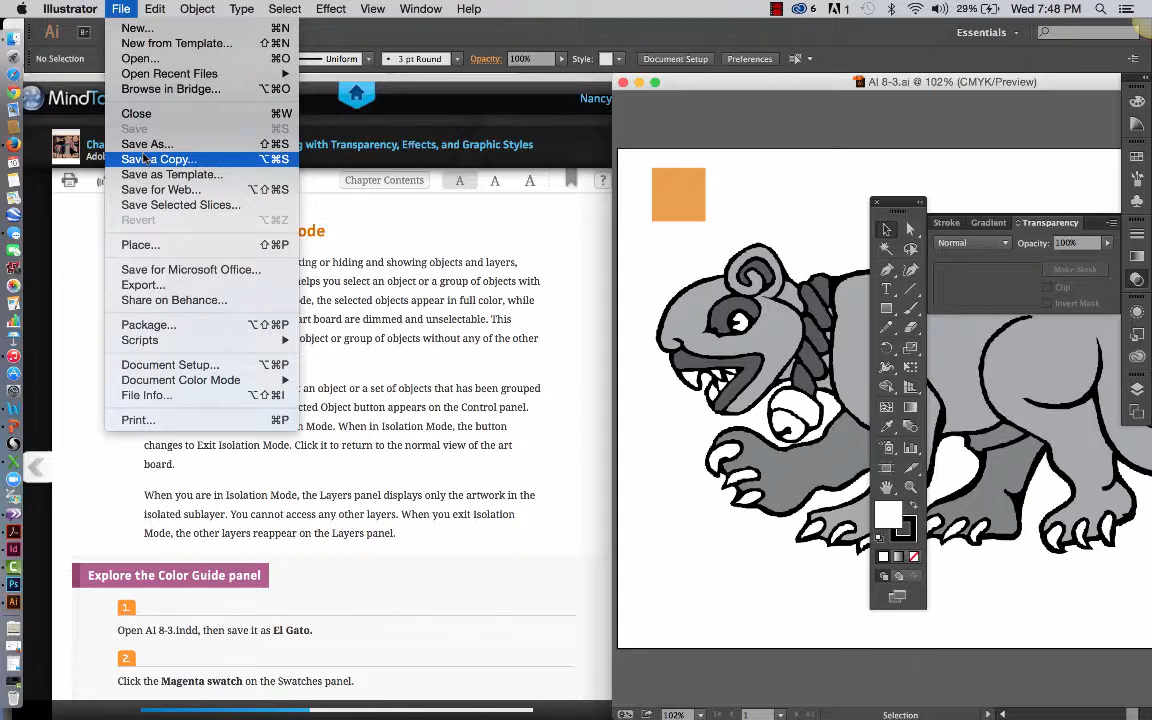 Illustrator File Edit Object Type Select Effect View Window Help
6 1 29% Wed 7:48 PM
Ai Br Essentials
No Selection Uniform 3 pt Round Opacity: 100% Style: Document Setup Preferences
New... ⌘N
New from Template... ⇧⌘N
Open... ⌘O
Open Recent Files
Browse in Bridge... ⌥⌘O
Close ⌘W
Save ⌘S
Save As... ⇧⌘S
Save a Copy... ⌥⌘S
Save as Template...
Save for Web... ⌥⇧⌘S
Save Selected Slices...
Revert ⌥⌘Z
Place... ⇧⌘P
Save for Microsoft Office...
Export...
Share on Behance...
Package... ⌥⇧⌘P
Scripts
Document Setup... ⌥⌘P
Document Color Mode
File Info... ⌥⇧⌘I
Print... ⌘P
MindT Nancy
Cha with Transparency, Effects, and Graphic Styles
Adob
Chapter Contents A A A ?
ode
king or hiding and showing objects and layers,
helps you select an object or a group of objects with
de, the selected objects appear in full color, while
art board are dimmed and unselectable. This
object or group of objects without any of the other
an object or a set of objects that has been grouped
cted Object button appears on the Control panel.
Mode. When in Isolation Mode, the button
changes to Exit Isolation Mode. Click it to return to the normal view of the art
board.
When you are in Isolation Mode, the Layers panel displays only the artwork in the
isolated sublayer. You cannot access any other layers. When you exit Isolation
Mode, the other layers reappear on the Layers panel.
Explore the Color Guide panel
1.
Open AI 8-3.indd, then save it as El Gato.
2.
Click the Magenta swatch on the Swatches panel.
AI 8-3.ai @ 102% (CMYK/Preview)
Stroke Gradient Transparency
Normal Opacity: 100%
Make Mask
Clip
Invert Mask
102% 1 Selection